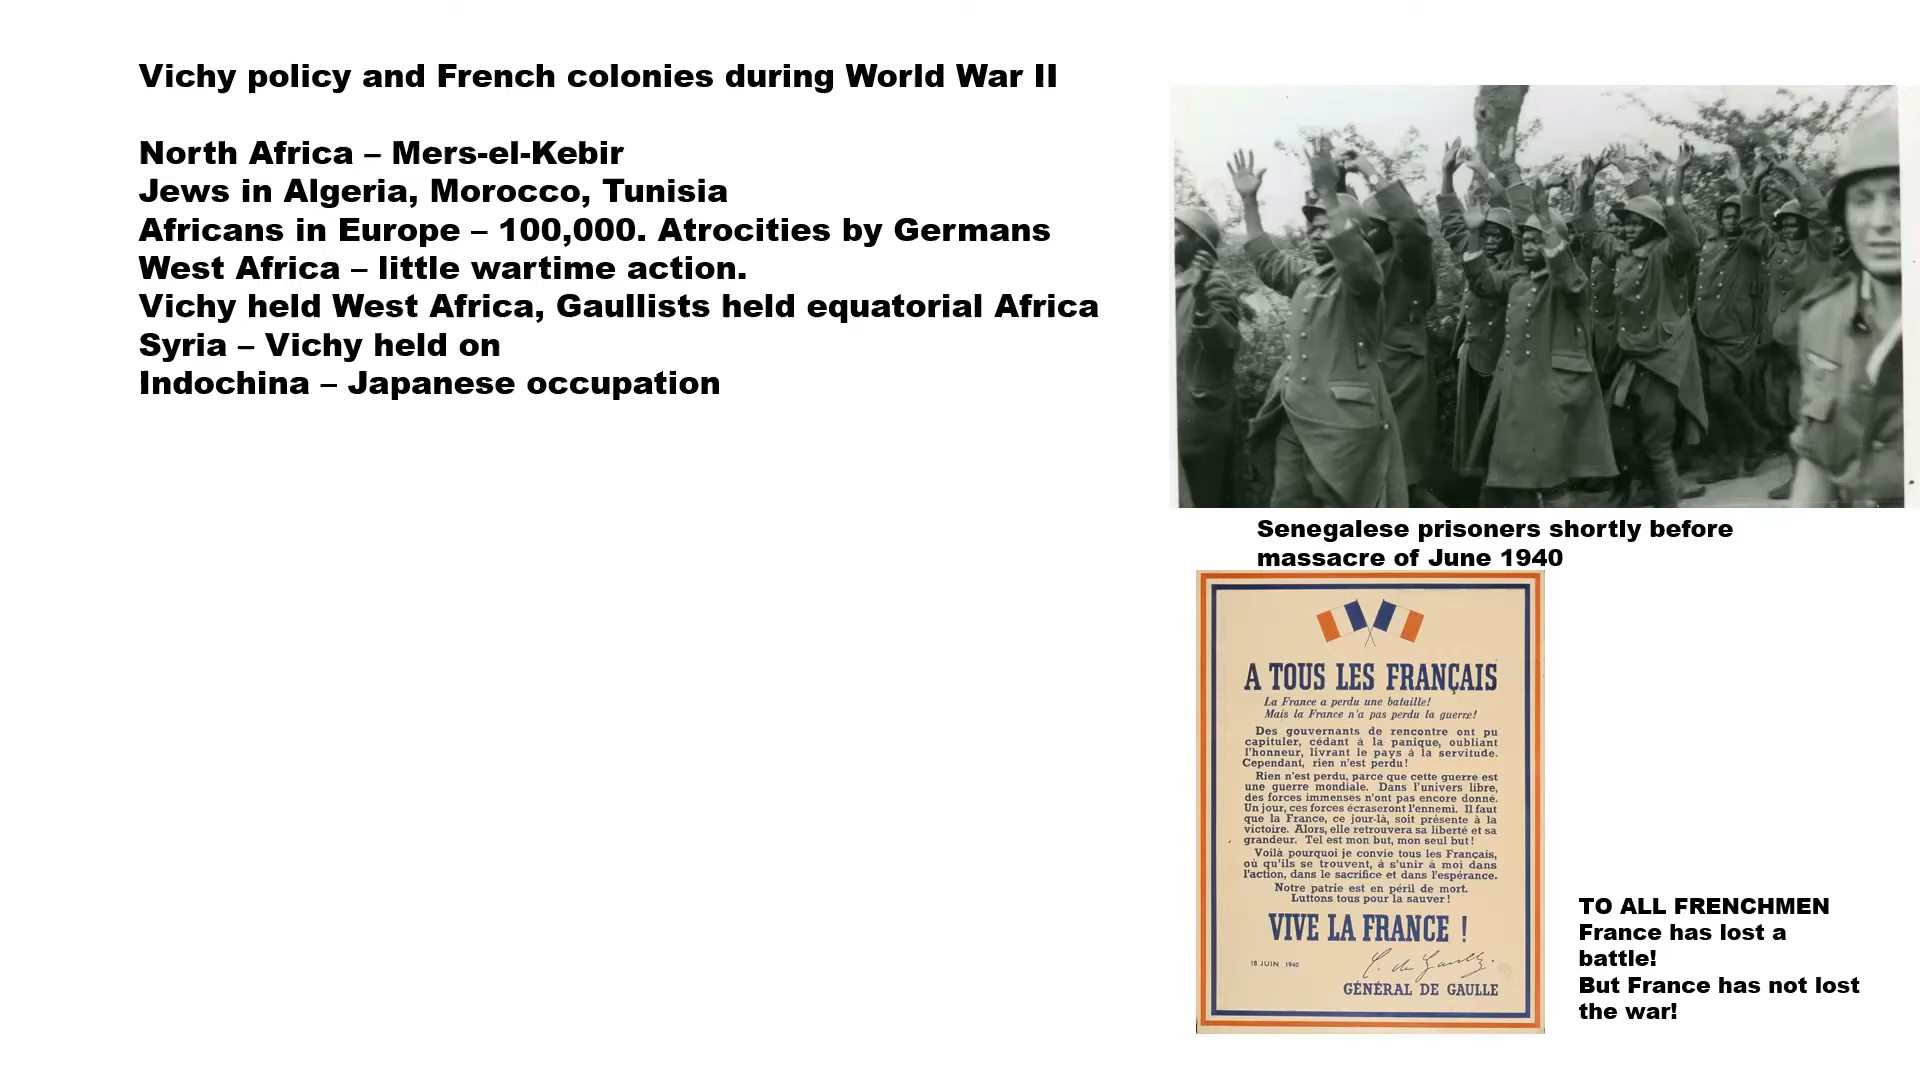 Vichy policy and French colonies during World War II
North Africa – Mers-el-Kebir
Jews in Algeria, Morocco, Tunisia
Africans in Europe – 100,000. Atrocities by Germans
West Africa – little wartime action.
Vichy held West Africa, Gaullists held equatorial Africa
Syria – Vichy held on
Indochina – Japanese occupation
Senegalese prisoners shortly before
massacre of June 1940
A TOUS LES FRANÇAIS
La France a perdu une bataille!
Mais la France n'a pas perdu la guerre!
Des gouvernants de rencontre ont pu
capituler, cédant à la panique, oubliant
l'honneur, livrant le pays à la servitude.
Cependant, rien n'est perdu!
Rien n'est perdu, parce que cette guerre est
une guerre mondiale. Dans l'univers libre,
des forces immenses n'ont pas encore donné.
Un jour, ces forces écraseront l'ennemi. Il faut
que la France, ce jour-là, soit présente à la
victoire. Alors, elle retrouvera sa liberté et sa
grandeur. Tel est mon but, mon seul but!
Voilà pourquoi je convie tous les Français,
où qu'ils se trouvent, à s'unir à moi dans
l'action, dans le sacrifice et dans l'espérance.
Notre patrie est en péril de mort.
Luttons tous pour la sauver!
VIVE LA FRANCE !
18 JUIN 1940
C. de Gaulle.
GÉNÉRAL DE GAULLE
TO ALL FRENCHMEN
France has lost a
battle!
But France has not lost
the war!